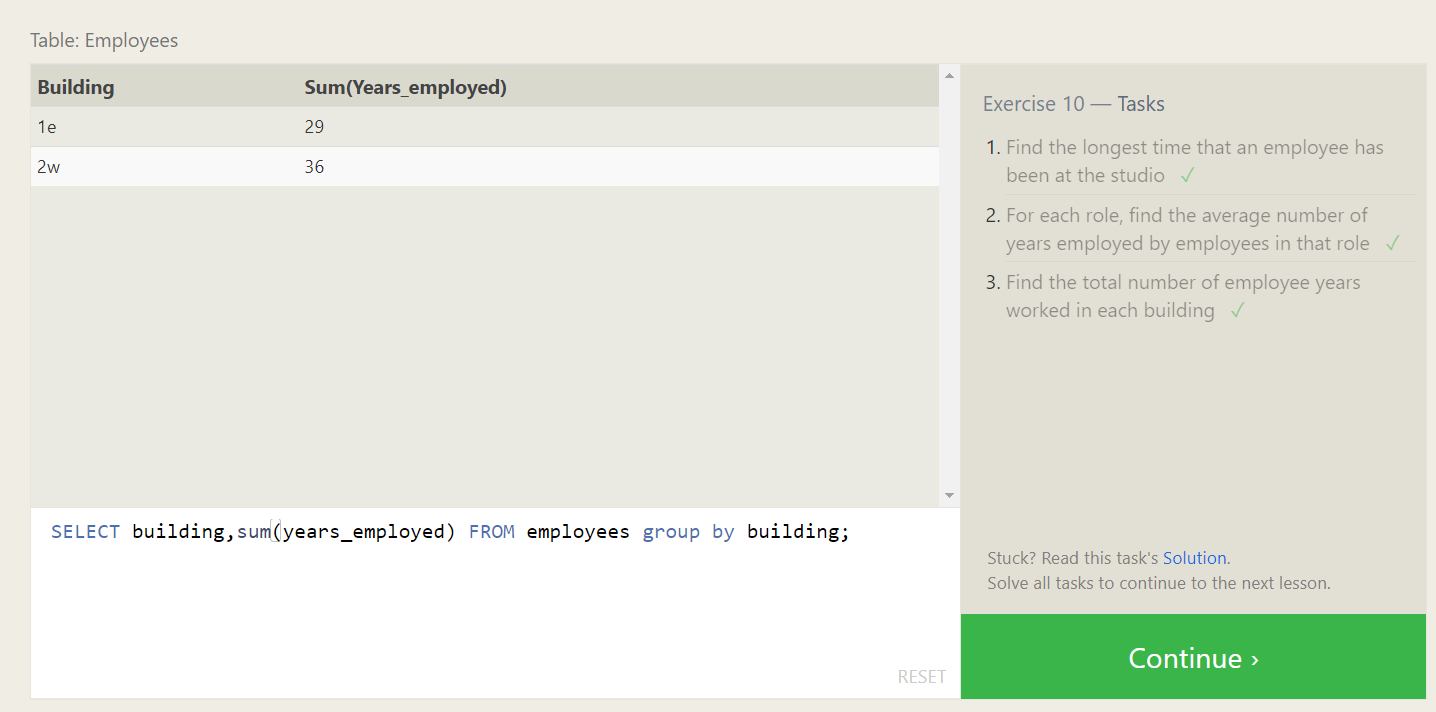 Table: Employees
Building Sum(Years_employed)
1e 29
2w 36
SELECT building,sum(years_employed) FROM employees group by building;
RESET
Exercise 10 — Tasks
1. Find the longest time that an employee has
been at the studio ✓
2. For each role, find the average number of
years employed by employees in that role ✓
3. Find the total number of employee years
worked in each building ✓
Stuck? Read this task's Solution.
Solve all tasks to continue to the next lesson.
Continue ›